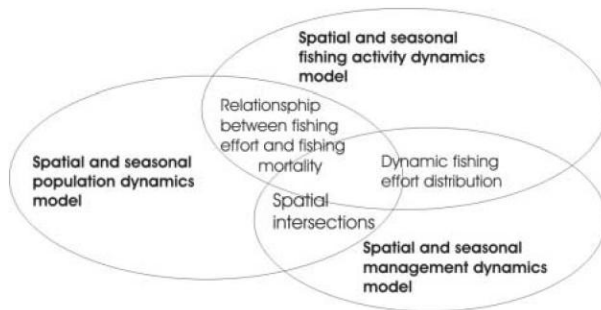 Spatial and seasonal
fishing activity dynamics
model
Relationship
between fishing
effort and fishing
mortality
Spatial and seasonal
population dynamics
model
Dynamic fishing
effort distribution
Spatial
intersections
Spatial and seasonal
management dynamics
model